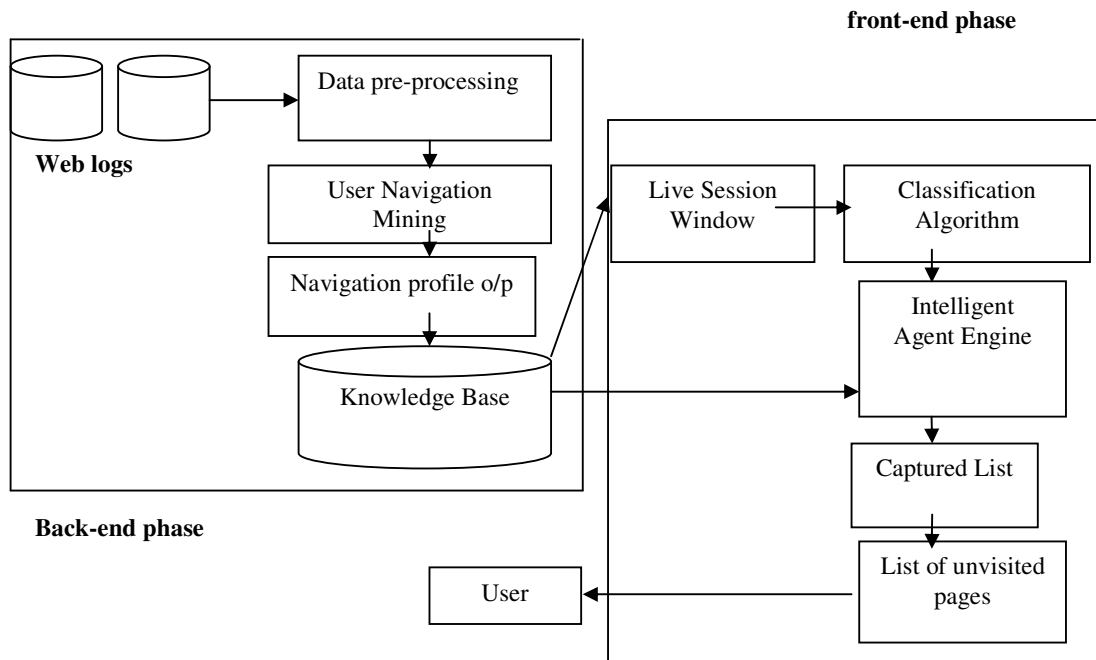 front-end phase
Data pre-processing
Web logs
User Navigation
Mining
Navigation profile o/p
Knowledge Base
Back-end phase
Live Session
Window
Classification
Algorithm
Intelligent
Agent Engine
Captured List
List of unvisited
pages
User